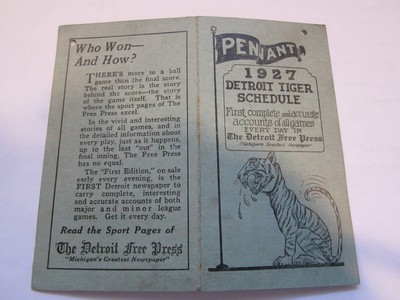 Who Won—
And How?
THERE'S more to a ball
game than the final score.
The real story is the story
behind the score—the story
of the game itself. That is
where the sport pages of The
Free Press excel.
In the vivid and interesting
stories of all games, and in
the detailed information about
every play, just as it happens,
up to the last "out" in the
final inning, The Free Press
has no equal.
The "First Edition," on sale
early every evening, is the
FIRST Detroit newspaper to
carry complete, interesting
and accurate accounts of both
major and minor league
games. Get it every day.
Read the Sport Pages of
The Detroit Free Press
"Michigan's Greatest Newspaper"
PENNANT
1927
DETROIT TIGER
SCHEDULE
First complete and accurate
accounts of all games
EVERY DAY IN
The Detroit Free Press
"Michigan's Greatest Newspaper"